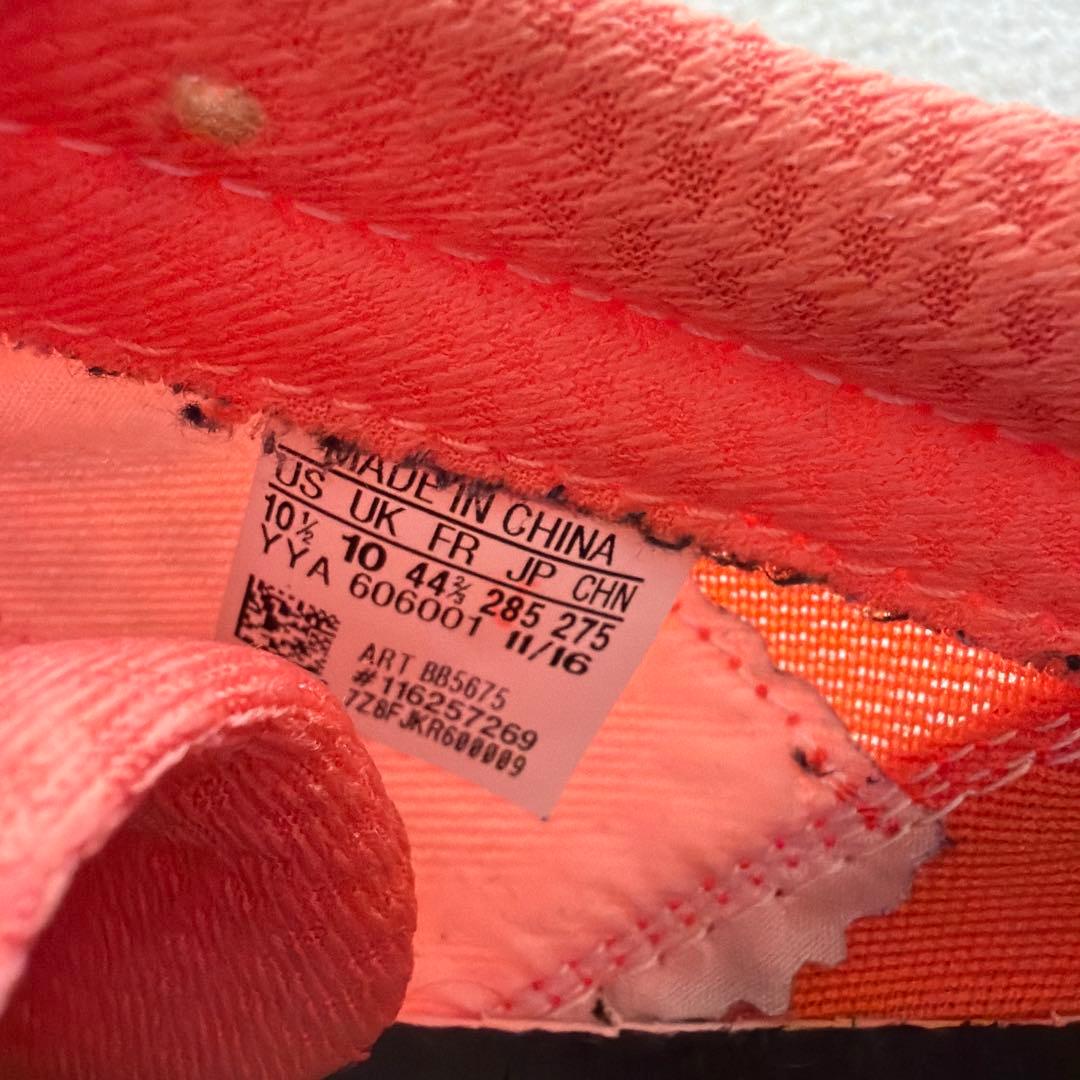 MADE IN CHINA
US UK FR JP CHN
10½ 10 44⅔ 285 275
YYA 606001 11/16
ART BB5675
#116257269
7Z8FJKR600009